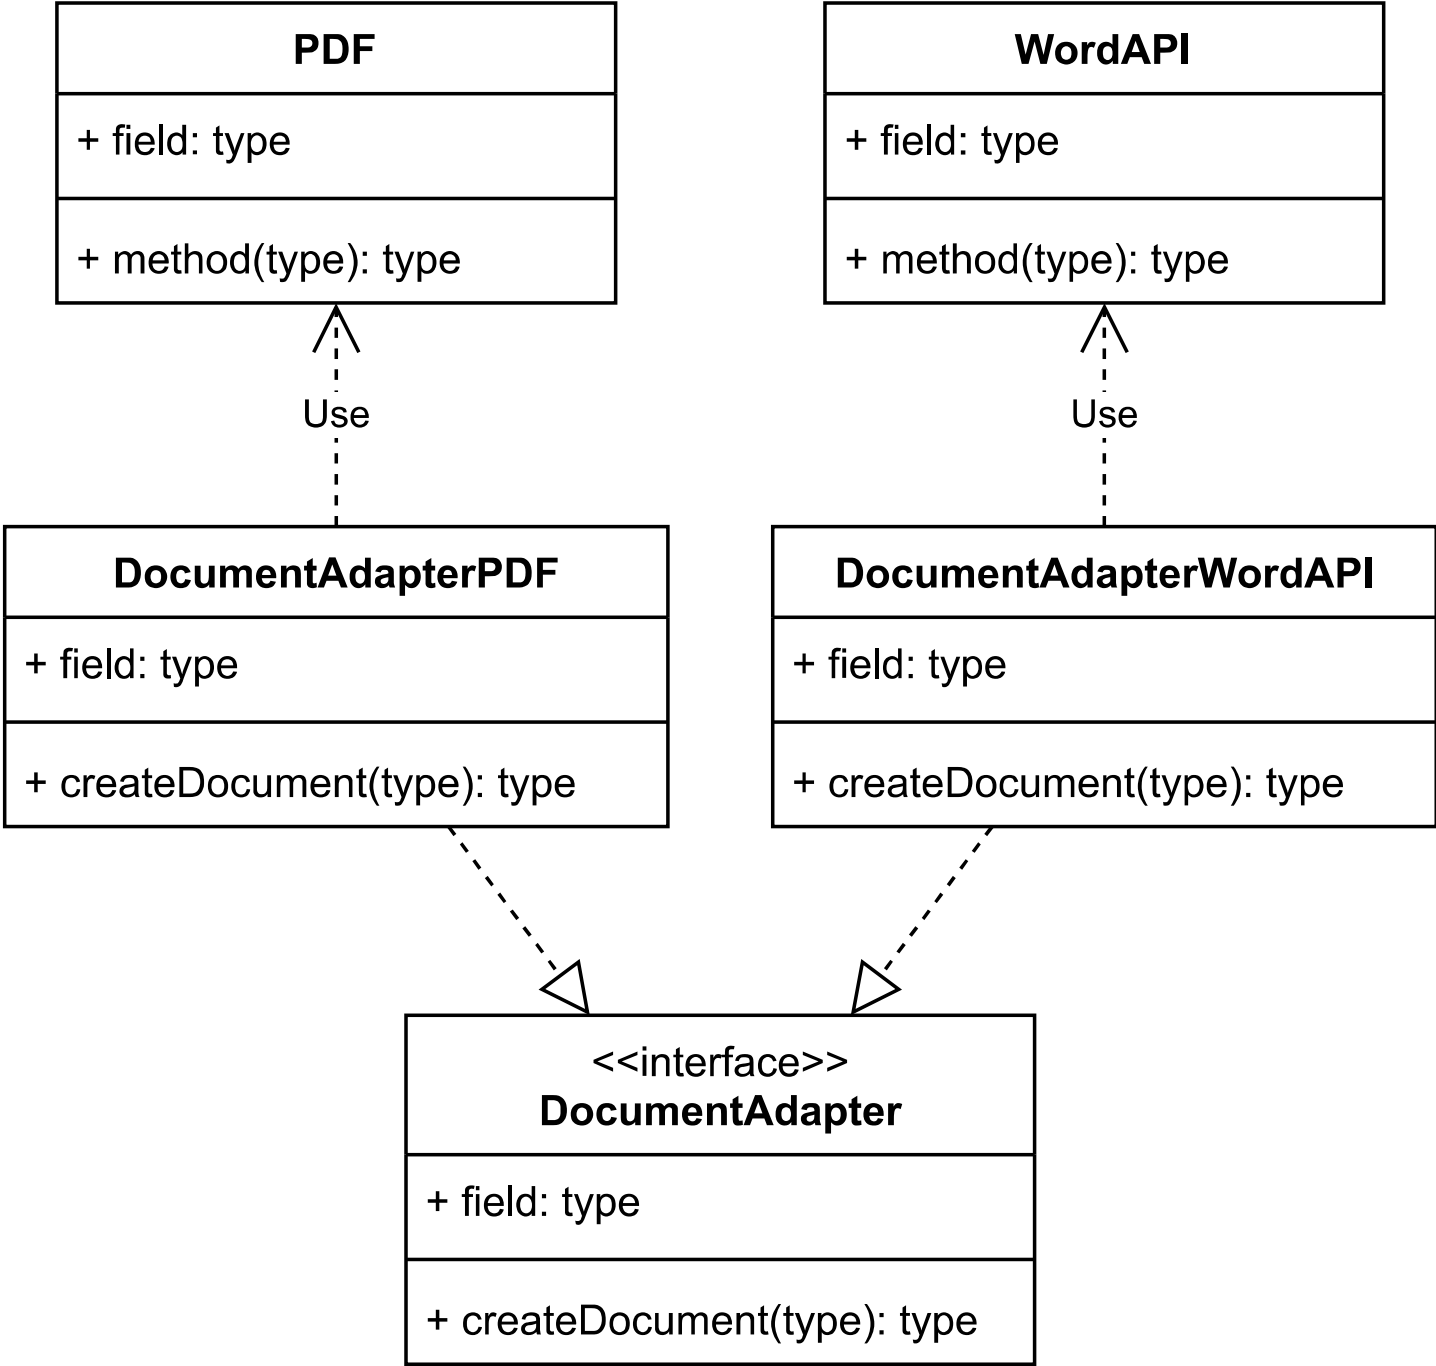 PDF
+ field: type
+ method(type): type
WordAPI
+ field: type
+ method(type): type
Use
Use
DocumentAdapterPDF
+ field: type
+ createDocument(type): type
DocumentAdapterWordAPI
+ field: type
+ createDocument(type): type
<<interface>>
DocumentAdapter
+ field: type
+ createDocument(type): type